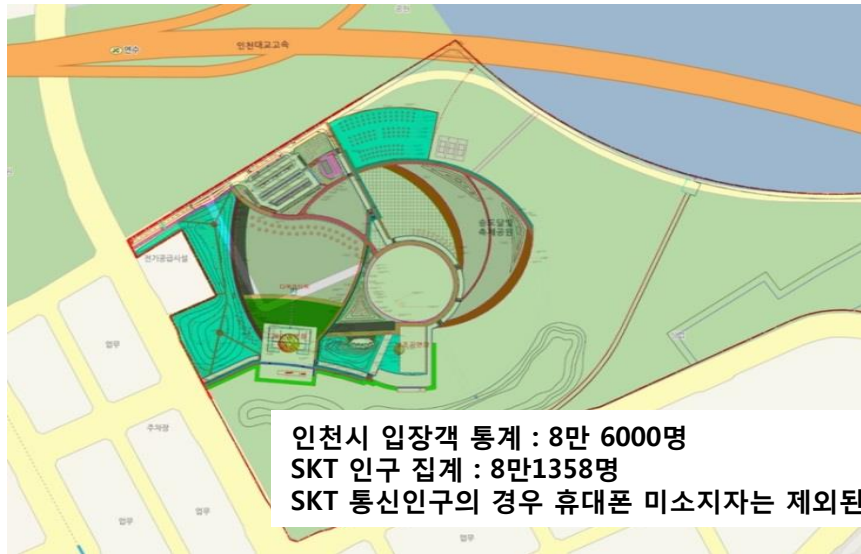 공원
연수
인천대교고속
송도달빛
축제공원
전기공급시설
업무
주차장
업무
업무
업무
인천시 입장객 통계 : 8만 6000명
SKT 인구 집계 : 8만1358명
SKT 통신인구의 경우 휴대폰 미소지자는 제외된